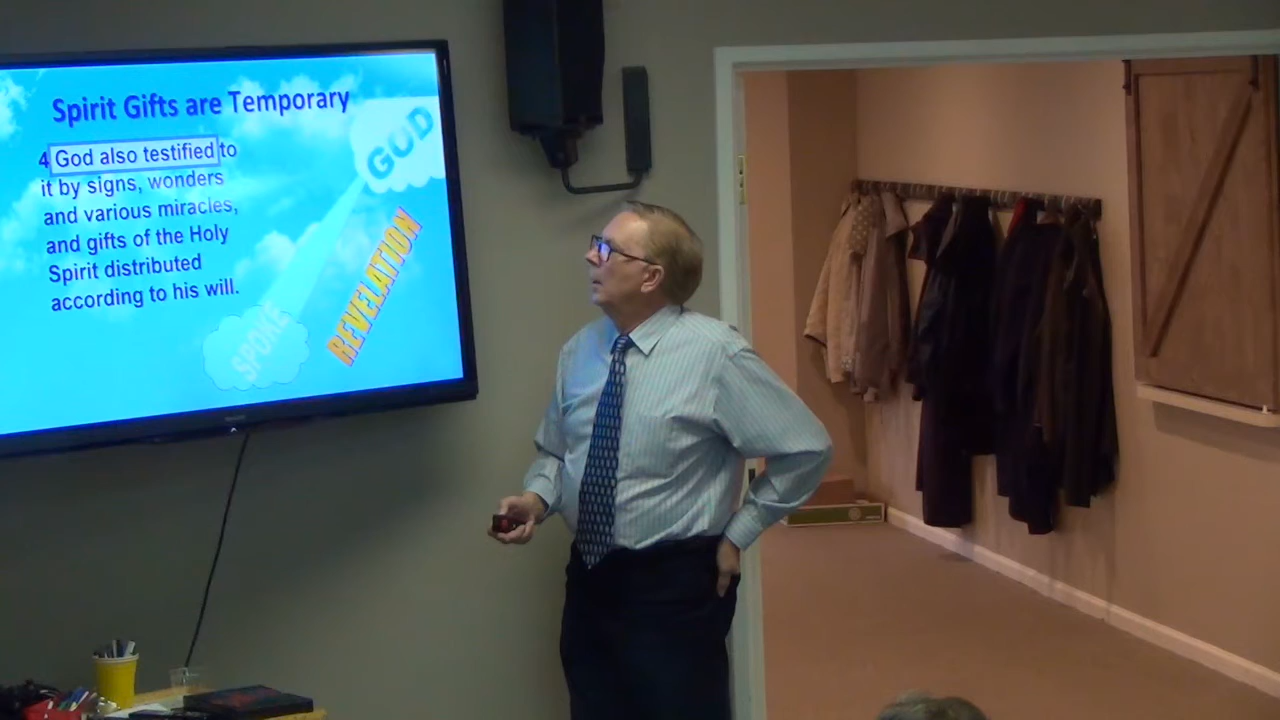 Spirit Gifts are Temporary
4 God also testified to
it by signs, wonders
and various miracles,
and gifts of the Holy
Spirit distributed
according to his will.
GOD
SPOKE
REVELATION